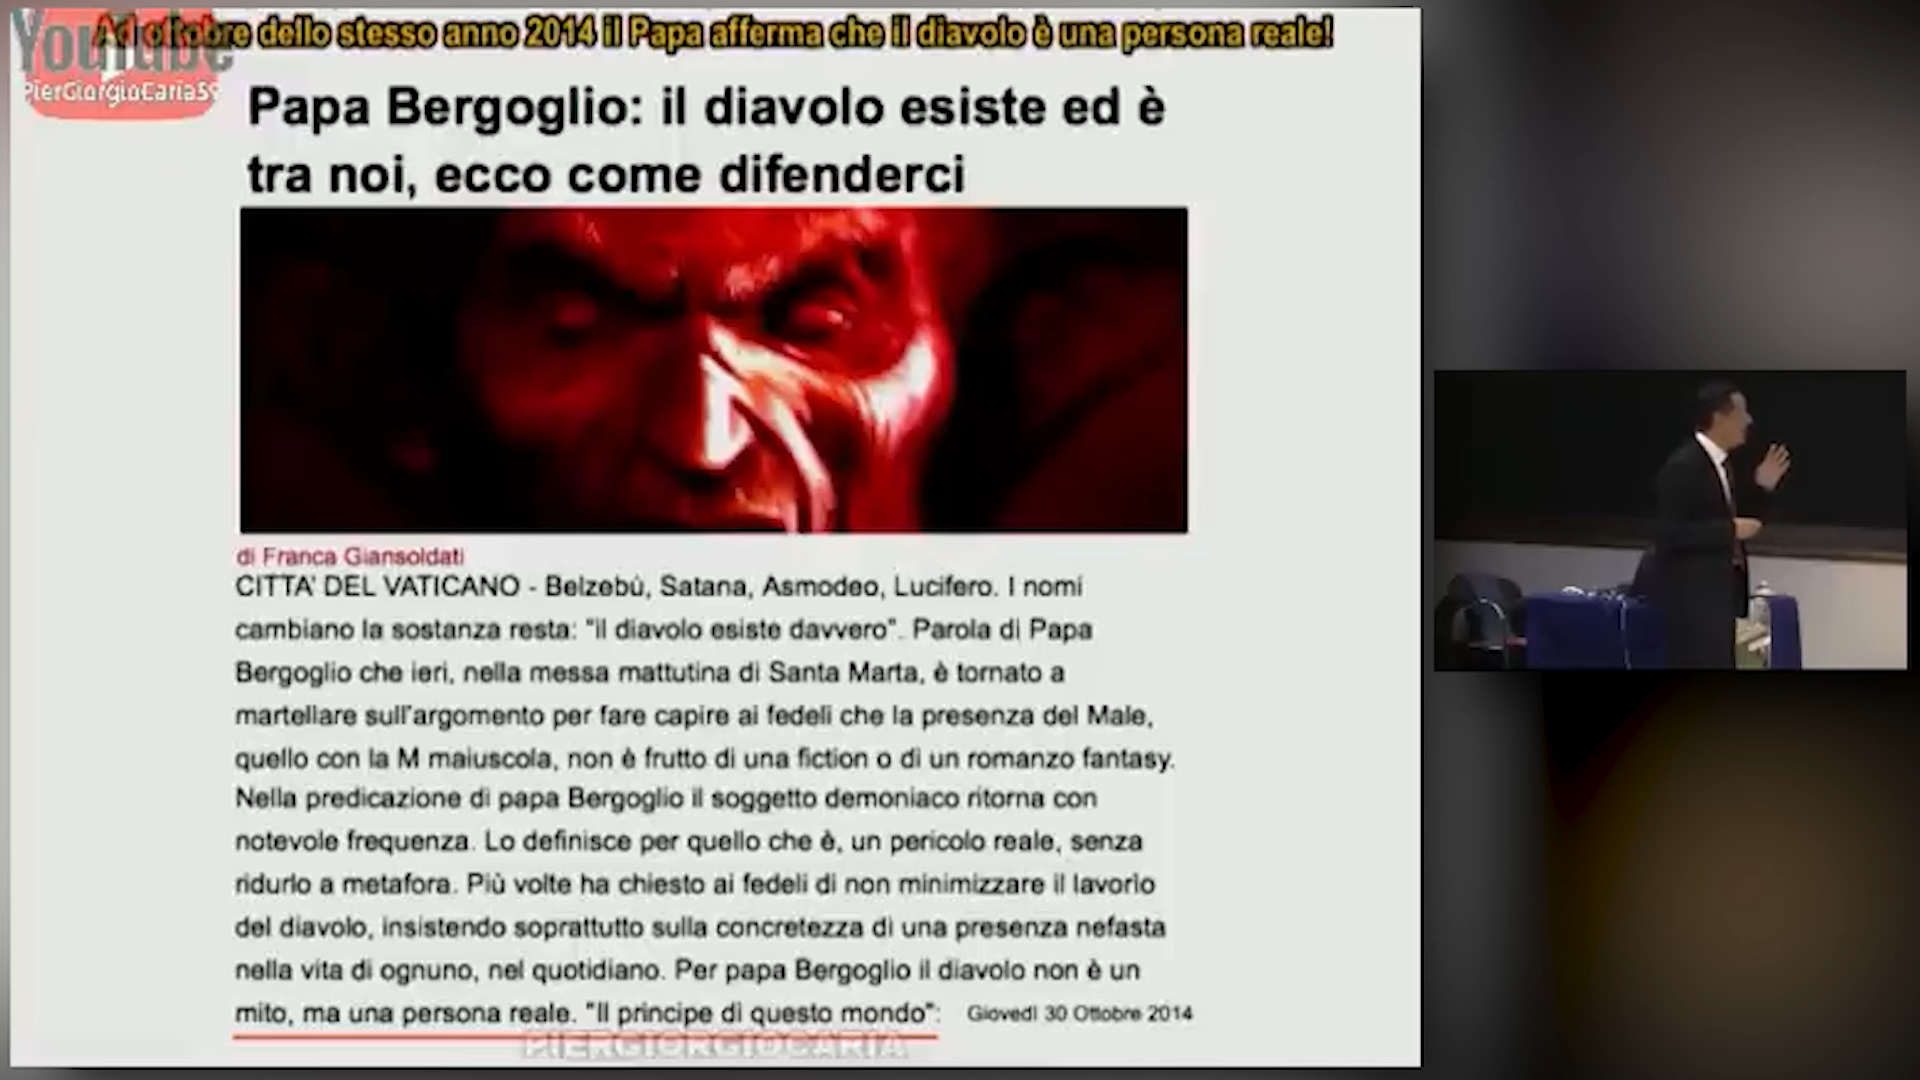 Ad ottobre dello stesso anno 2014 il Papa afferma che il diavolo è una persona reale!
YouTube
PierGiorgioCaria59
Papa Bergoglio: il diavolo esiste ed è
tra noi, ecco come difenderci
di Franca Giansoldati
CITTA' DEL VATICANO - Belzebù, Satana, Asmodeo, Lucifero. I nomi
cambiano la sostanza resta: "il diavolo esiste davvero". Parola di Papa
Bergoglio che ieri, nella messa mattutina di Santa Marta, è tornato a
martellare sull'argomento per fare capire ai fedeli che la presenza del Male,
quello con la M maiuscola, non è frutto di una fiction o di un romanzo fantasy.
Nella predicazione di papa Bergoglio il soggetto demoniaco ritorna con
notevole frequenza. Lo definisce per quello che è, un pericolo reale, senza
ridurlo a metafora. Più volte ha chiesto ai fedeli di non minimizzare il lavorìo
del diavolo, insistendo soprattutto sulla concretezza di una presenza nefasta
nella vita di ognuno, nel quotidiano. Per papa Bergoglio il diavolo non è un
mito, ma una persona reale. "Il principe di questo mondo":
Giovedì 30 Ottobre 2014
PIERGIORGIOCARIA